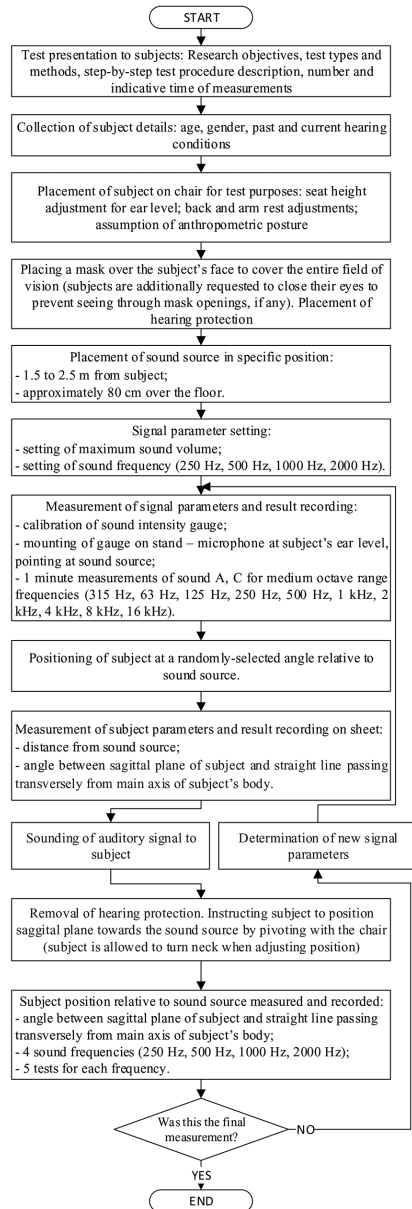 START
Test presentation to subjects: Research objectives, test types and
methods, step-by-step test procedure description, number and
indicative time of measurements
Collection of subject details: age, gender, past and current hearing
conditions
Placement of subject on chair for test purposes: seat height
adjustment for ear level; back and arm rest adjustments;
assumption of anthropometric posture
Placing a mask over the subject's face to cover the entire field of
vision (subjects are additionally requested to close their eyes to
prevent seeing through mask openings, if any). Placement of
hearing protection
Placement of sound source in specific position:
- 1.5 to 2.5 m from subject;
- approximately 80 cm over the floor.
Signal parameter setting:
- setting of maximum sound volume;
- setting of sound frequency (250 Hz, 500 Hz, 1000 Hz, 2000 Hz).
Measurement of signal parameters and result recording:
- calibration of sound intensity gauge;
- mounting of gauge on stand – microphone at subject's ear level,
pointing at sound source;
- 1 minute measurements of sound A, C for medium octave range
frequencies (315 Hz, 63 Hz, 125 Hz, 250 Hz, 500 Hz, 1 kHz, 2
kHz, 4 kHz, 8 kHz, 16 kHz).
Positioning of subject at a randomly-selected angle relative to
sound source.
Measurement of subject parameters and result recording on sheet:
- distance from sound source;
- angle between sagittal plane of subject and straight line passing
transversely from main axis of subject's body.
Sounding of auditory signal to
subject
Determination of new signal
parameters
Removal of hearing protection. Instructing subject to position
saggital plane towards the sound source by pivoting with the chair
(subject is allowed to turn neck when adjusting position)
Subject position relative to sound source measured and recorded:
- angle between sagittal plane of subject and straight line passing
transversely from main axis of subject's body;
- 4 sound frequencies (250 Hz, 500 Hz, 1000 Hz, 2000 Hz);
- 5 tests for each frequency.
Was this the final
measurement?
NO
YES
END